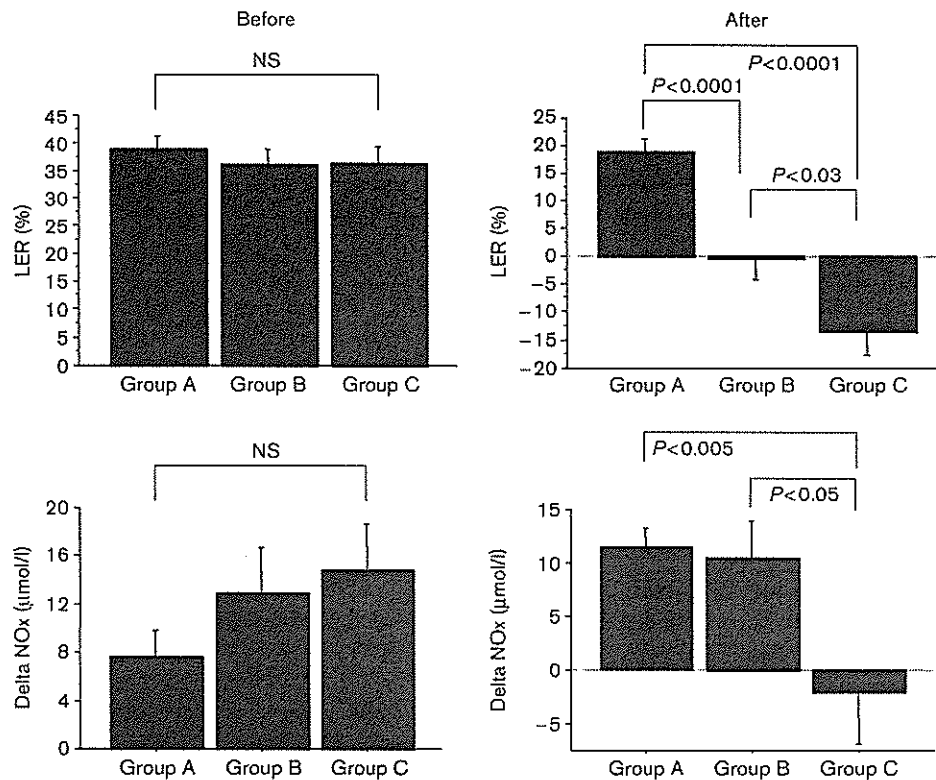 Before
After
NS
P<0.0001
P<0.0001
P<0.03
LER (%)
45
40
35
30
25
20
15
10
5
0
Group A Group B Group C
LER (%)
25
20
15
10
5
0
−5
−10
−15
−20
Group A Group B Group C
NS
P<0.005
P<0.05
Delta NOx (μmol/l)
20
16
12
8
4
0
Group A Group B Group C
Delta NOx (μmol/l)
15
10
5
0
−5
Group A Group B Group C